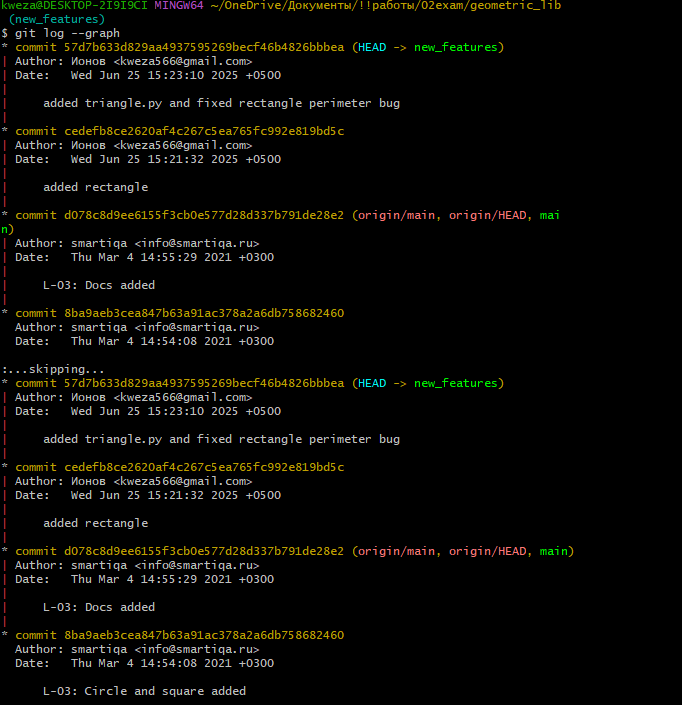 kweza@DESKTOP-2I9I9CI MINGW64 ~/OneDrive/Документы/!!работы/02exam/geometric_lib
(new_features)
$ git log --graph
* commit 57d7b633d829aa4937595269becf46b4826bbbea (HEAD -> new_features)
| Author: Ионов <kweza566@gmail.com>
| Date:   Wed Jun 25 15:23:10 2025 +0500
|
|     added triangle.py and fixed rectangle perimeter bug
|
* commit cedefb8ce2620af4c267c5ea765fc992e819bd5c
| Author: Ионов <kweza566@gmail.com>
| Date:   Wed Jun 25 15:21:32 2025 +0500
|
|     added rectangle
|
* commit d078c8d9ee6155f3cb0e577d28d337b791de28e2 (origin/main, origin/HEAD, mai
n)
| Author: smartiqa <info@smartiqa.ru>
| Date:   Thu Mar 4 14:55:29 2021 +0300
|
|     L-03: Docs added
|
* commit 8ba9aeb3cea847b63a91ac378a2a6db758682460
  Author: smartiqa <info@smartiqa.ru>
  Date:   Thu Mar 4 14:54:08 2021 +0300
:...skipping...
* commit 57d7b633d829aa4937595269becf46b4826bbbea (HEAD -> new_features)
| Author: Ионов <kweza566@gmail.com>
| Date:   Wed Jun 25 15:23:10 2025 +0500
|
|     added triangle.py and fixed rectangle perimeter bug
|
* commit cedefb8ce2620af4c267c5ea765fc992e819bd5c
| Author: Ионов <kweza566@gmail.com>
| Date:   Wed Jun 25 15:21:32 2025 +0500
|
|     added rectangle
|
* commit d078c8d9ee6155f3cb0e577d28d337b791de28e2 (origin/main, origin/HEAD, main)
| Author: smartiqa <info@smartiqa.ru>
| Date:   Thu Mar 4 14:55:29 2021 +0300
|
|     L-03: Docs added
|
* commit 8ba9aeb3cea847b63a91ac378a2a6db758682460
  Author: smartiqa <info@smartiqa.ru>
  Date:   Thu Mar 4 14:54:08 2021 +0300
      L-03: Circle and square added